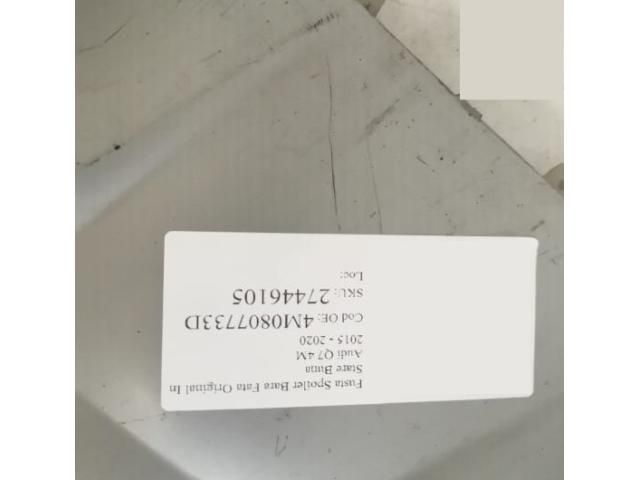 Fusta Spoiler Bara Fata Original In
Stare Buna
Audi Q7 4M
2015 - 2020
Cod OE: 4M0807733D
SKU: 27446105
Loc: